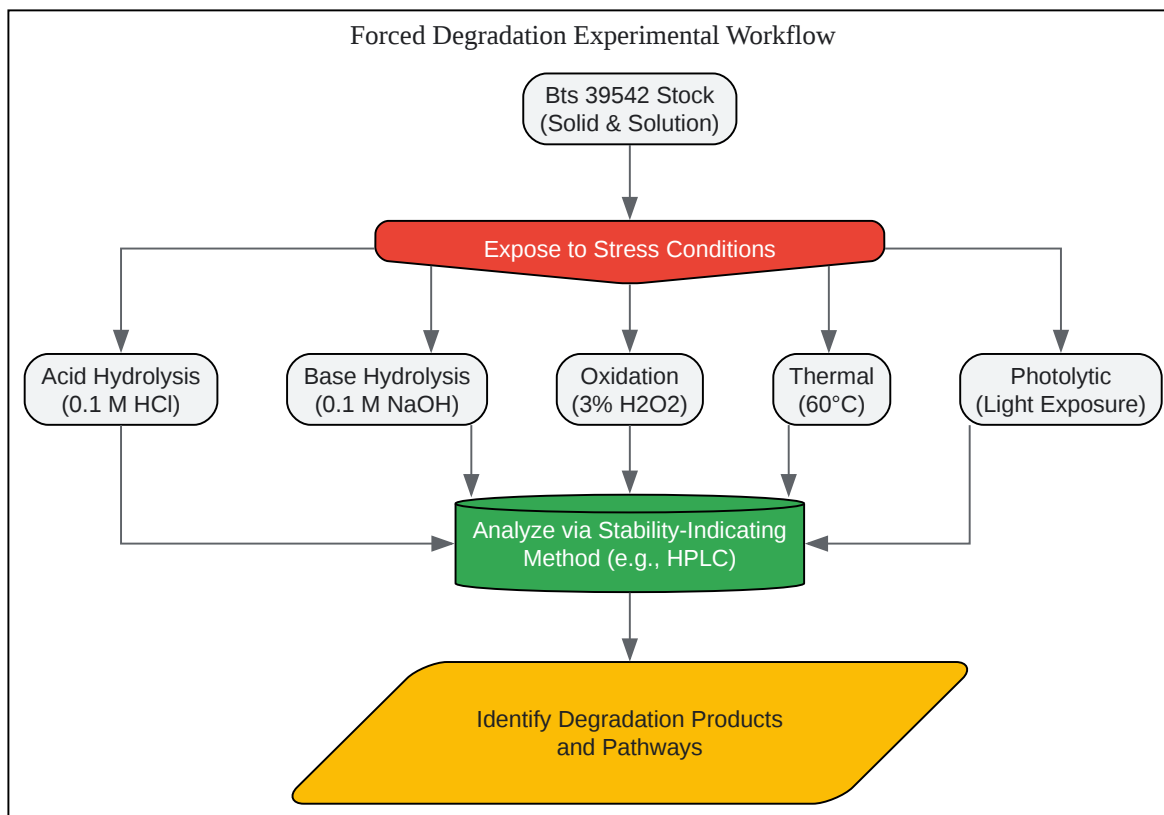 Forced Degradation Experimental Workflow
Bts 39542 Stock
(Solid & Solution)
Expose to Stress Conditions
Acid Hydrolysis
(0.1 M HCl)
Base Hydrolysis
(0.1 M NaOH)
Oxidation
(3% H2O2)
Thermal
(60°C)
Photolytic
(Light Exposure)
Analyze via Stability-Indicating
Method (e.g., HPLC)
Identify Degradation Products
and Pathways